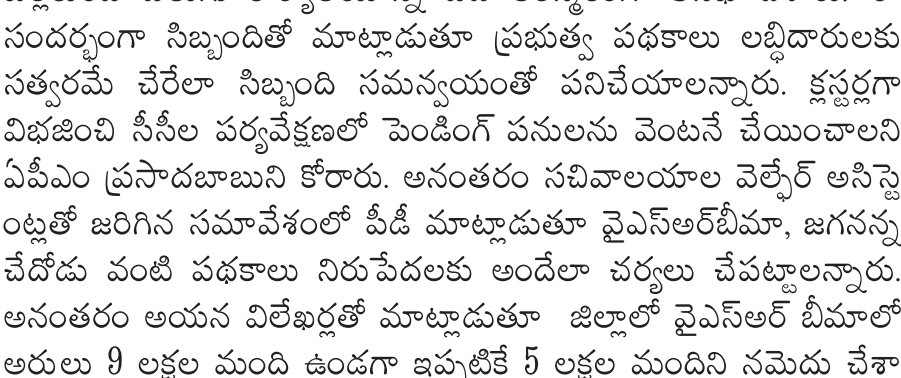 సందర్భంగా సిబ్బందితో మాట్లాడుతూ ప్రభుత్వ పథకాలు లబ్ధిదారులకు
సత్వరమే చేరేలా సిబ్బంది సమన్వయంతో పనిచేయాలన్నారు. క్లస్టర్లగా
విభజించి సీసీల పర్యవేక్షణలో పెండింగ్ పనులను వెంటనే చేయించాలని
ఏపీఎం ప్రసాదబాబుని కోరారు. అనంతరం సచివాలయాల వెల్ఫేర్ అసిస్టె
ంట్లతో జరిగిన సమావేశంలో పీడీ మాట్లాడుతూ వైఎస్ఆర్‌బీమా, జగనన్న
చేదోడు వంటి పథకాలు నిరుపేదలకు అందేలా చర్యలు చేపట్టాలన్నారు.
అనంతరం అయన విలేఖర్లతో మాట్లాడుతూ జిల్లాలో వైఎస్అర్ బీమాలో
అరులు 9 లక్షల మంది ఉండగా ఇప్పటికే 5 లక్షల మందిని నమెదు చేశా